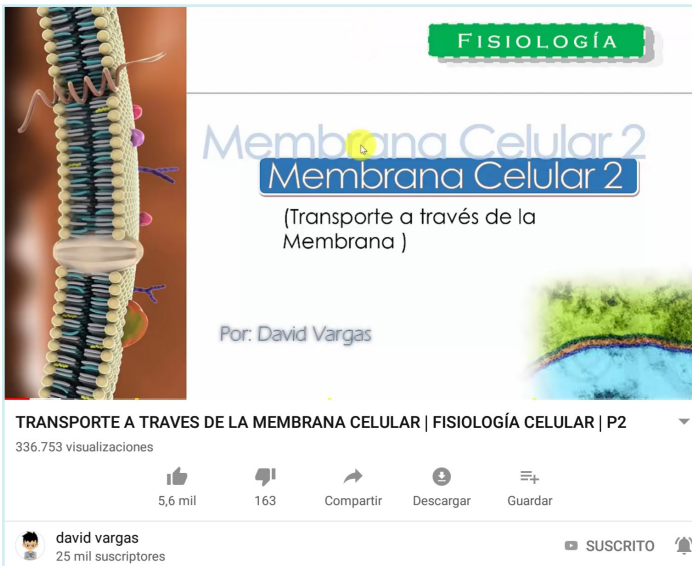 FISIOLOGÍA
Membrana Celular 2
Membrana Celular 2
(Transporte a través de la
Membrana )
Por: David Vargas
TRANSPORTE A TRAVES DE LA MEMBRANA CELULAR | FISIOLOGÍA CELULAR | P2
336.753 visualizaciones
5,6 mil
163
Compartir
Descargar
Guardar
david vargas
25 mil suscriptores
SUSCRITO